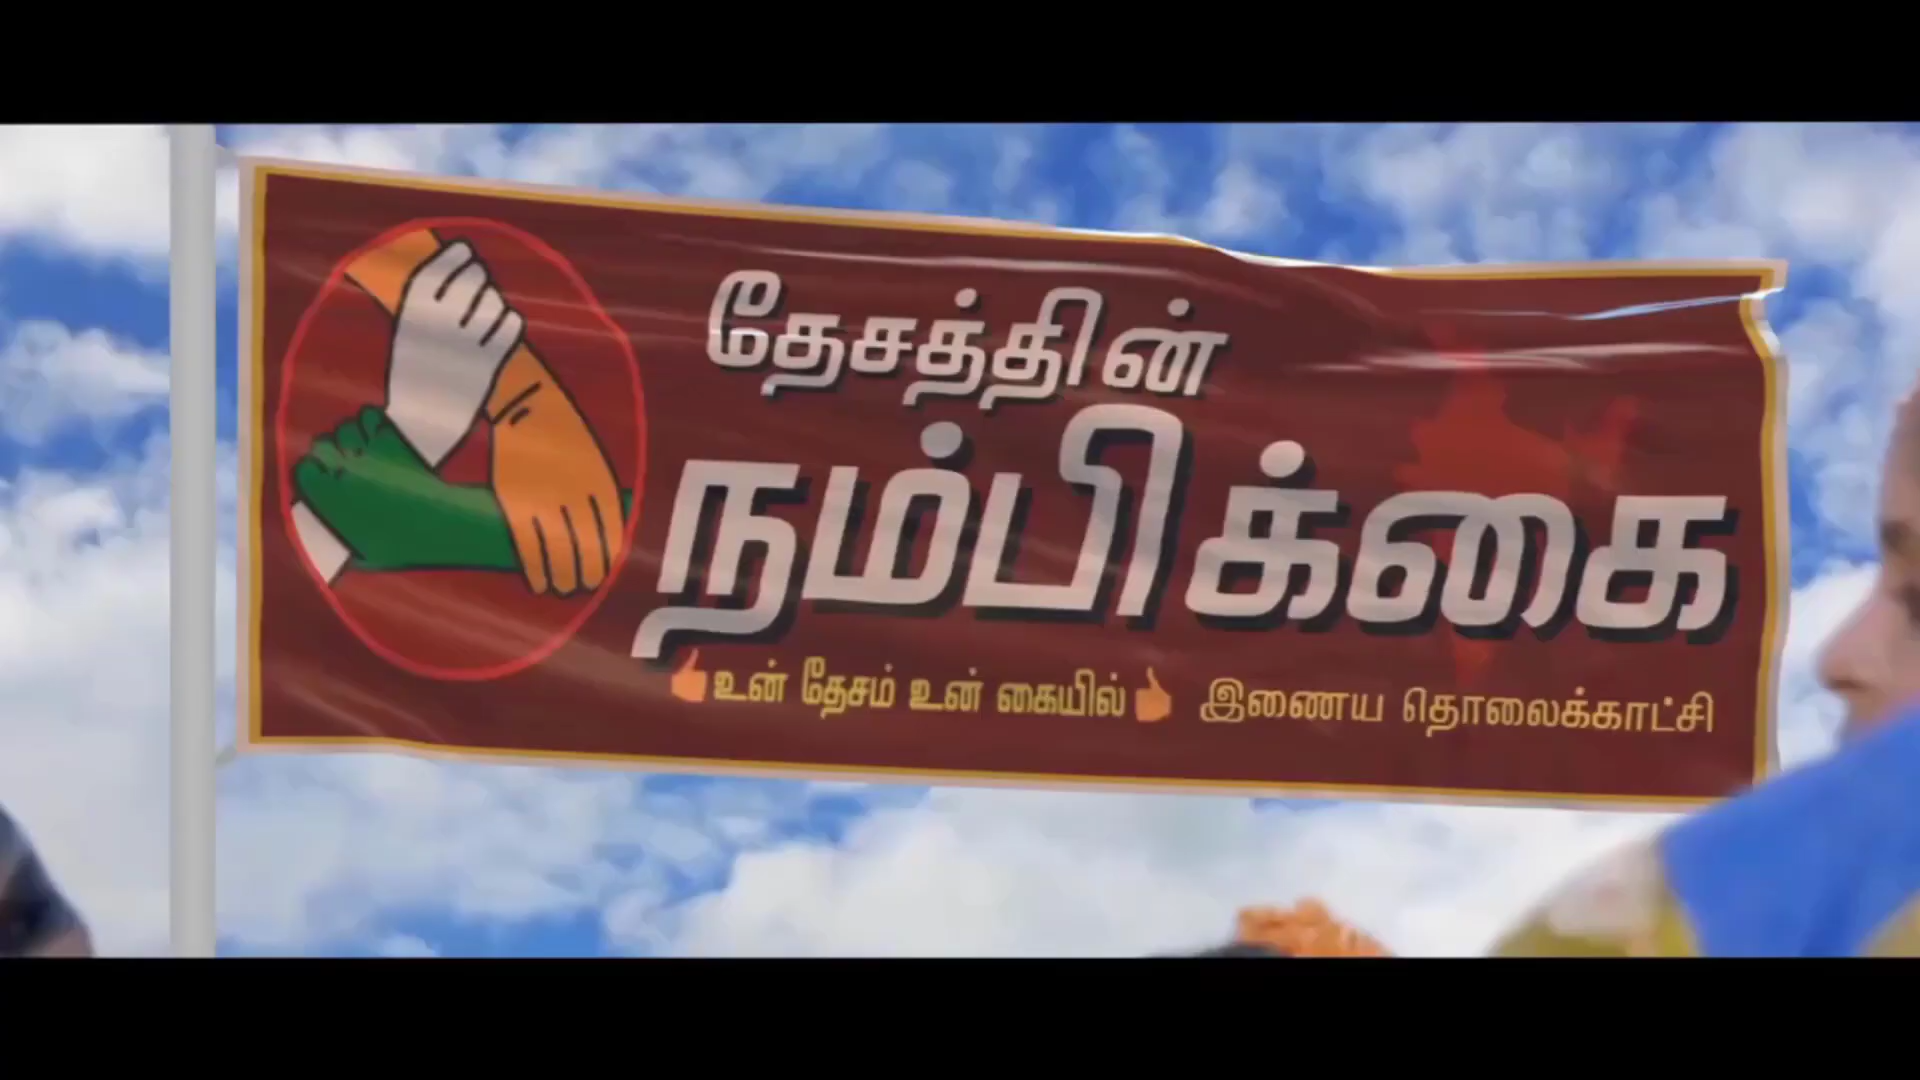 தேசத்தின்
நம்பிக்கை
உன் தேசம் உன் கையில் இணைய தொலைக்காட்சி